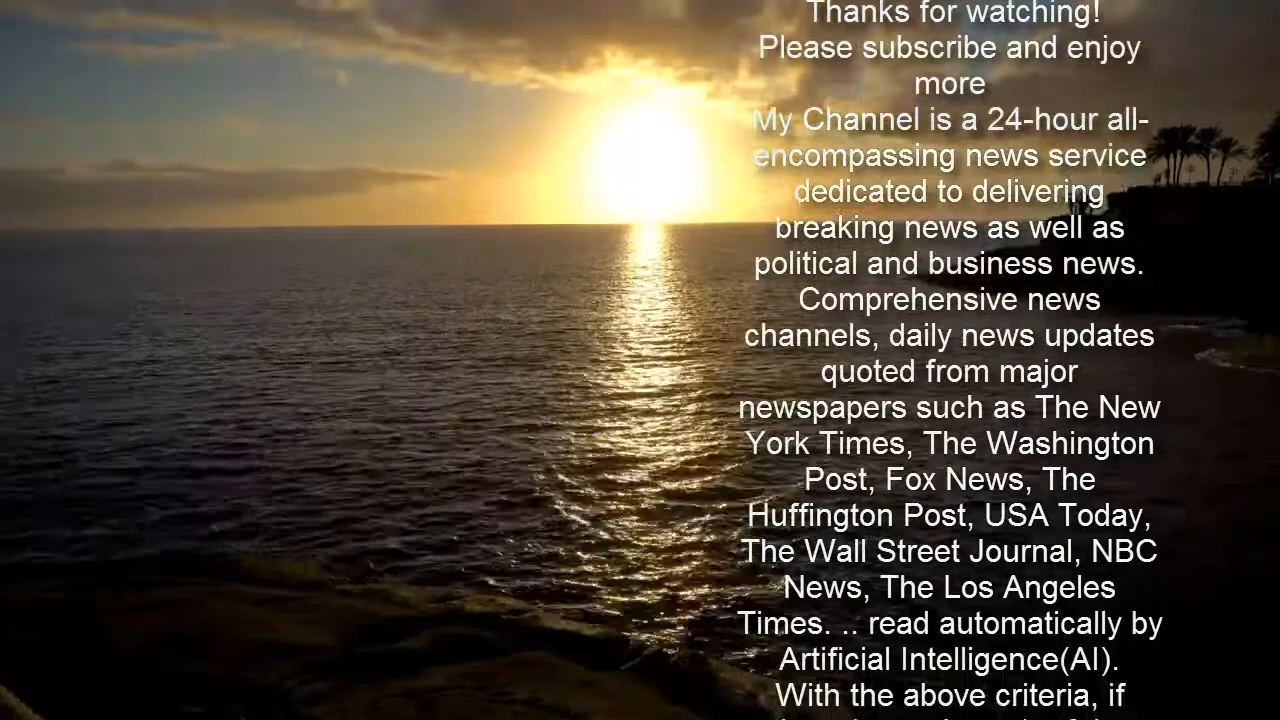 Thanks for watching!
Please subscribe and enjoy
more
My Channel is a 24-hour all-
encompassing news service
dedicated to delivering
breaking news as well as
political and business news.
Comprehensive news
channels, daily news updates
quoted from major
newspapers such as The New
York Times, The Washington
Post, Fox News, The
Huffington Post, USA Today,
The Wall Street Journal, NBC
News, The Los Angeles
Times. .. read automatically by
Artificial Intelligence(AI).
With the above criteria, if